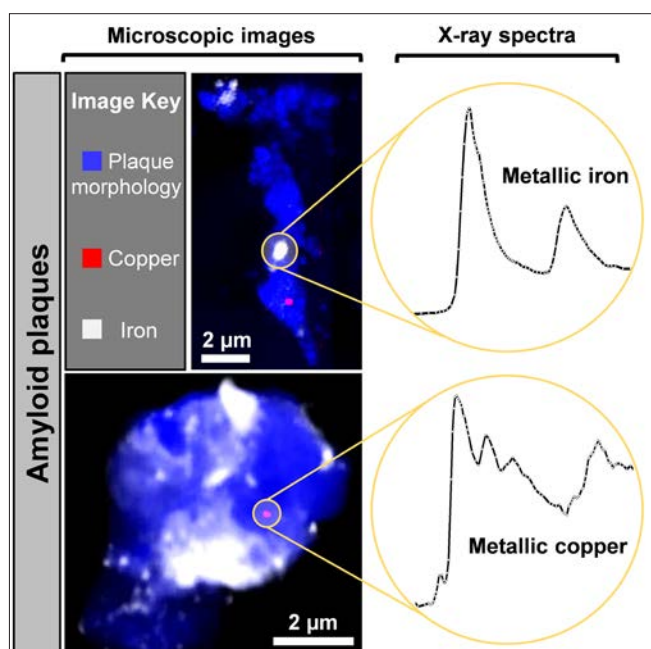 Microscopic images
X-ray spectra
Amyloid plaques
Image Key
Plaque
morphology
Copper
Iron
2 μm
Metallic iron
2 μm
Metallic copper